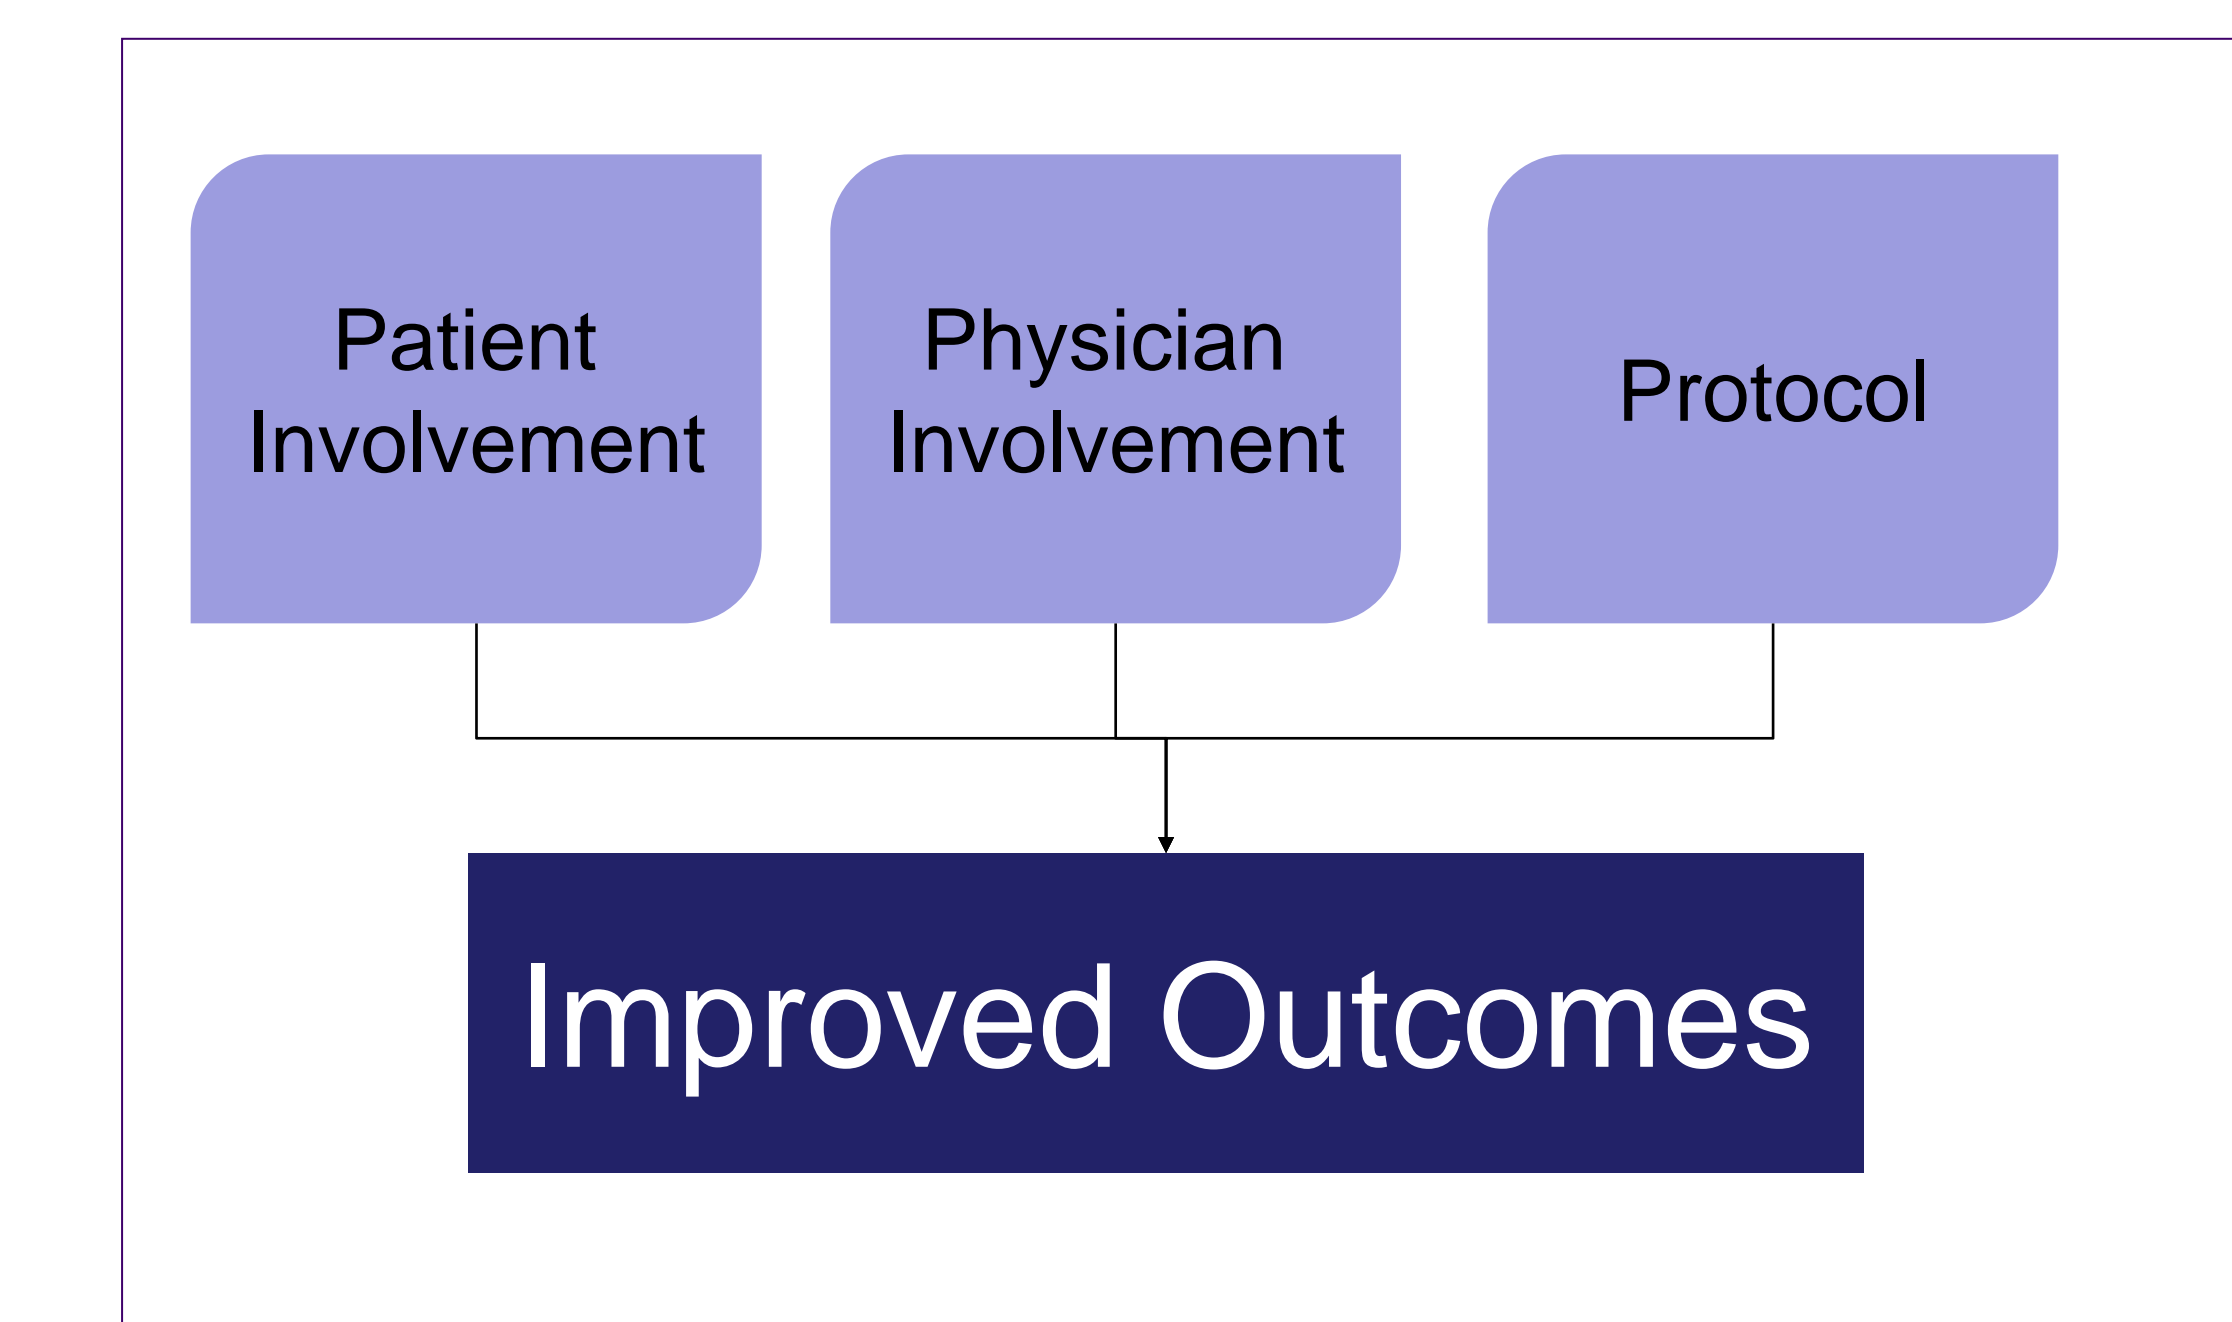 Patient
Involvement
Physician
Involvement
Protocol
Improved Outcomes